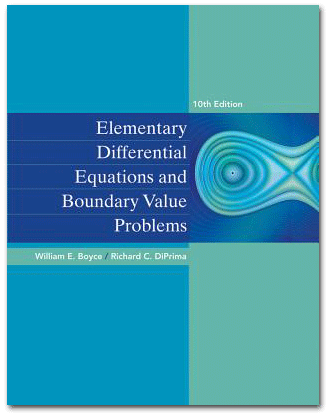 10th Edition
Elementary
Differential
Equations and
Boundary Value
Problems
William E. Boyce / Richard C. DiPrima